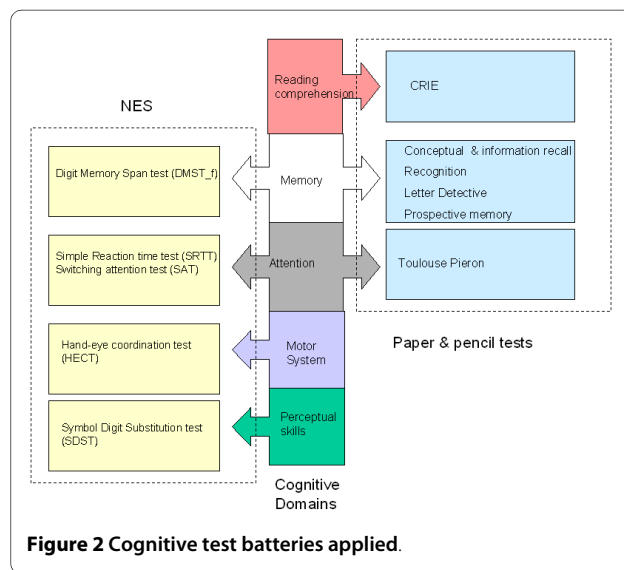 Reading
comprehension
CRIE
NES
Digit Memory Span test (DMST_f)
Memory
Conceptual & information recall
Recognition
Letter Detective
Prospective memory
Simple Reaction time test (SRTT)
Switching attention test (SAT)
Attention
Toulouse Pieron
Hand-eye coordination test
(HECT)
Motor
System
Paper & pencil tests
Symbol Digit Substitution test
(SDST)
Perceptual
skills
Cognitive
Domains
Figure 2 Cognitive test batteries applied.